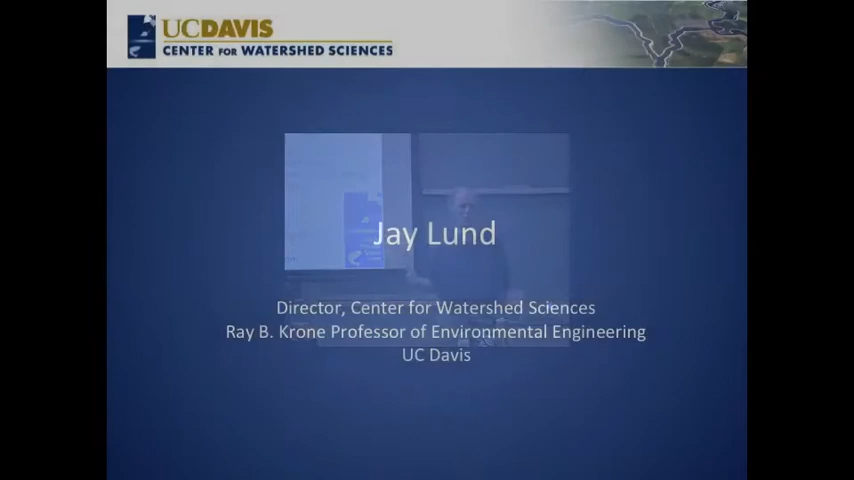 UCDAVIS
CENTER FOR WATERSHED SCIENCES
Jay Lund
Director, Center for Watershed Sciences
Ray B. Krone Professor of Environmental Engineering
UC Davis